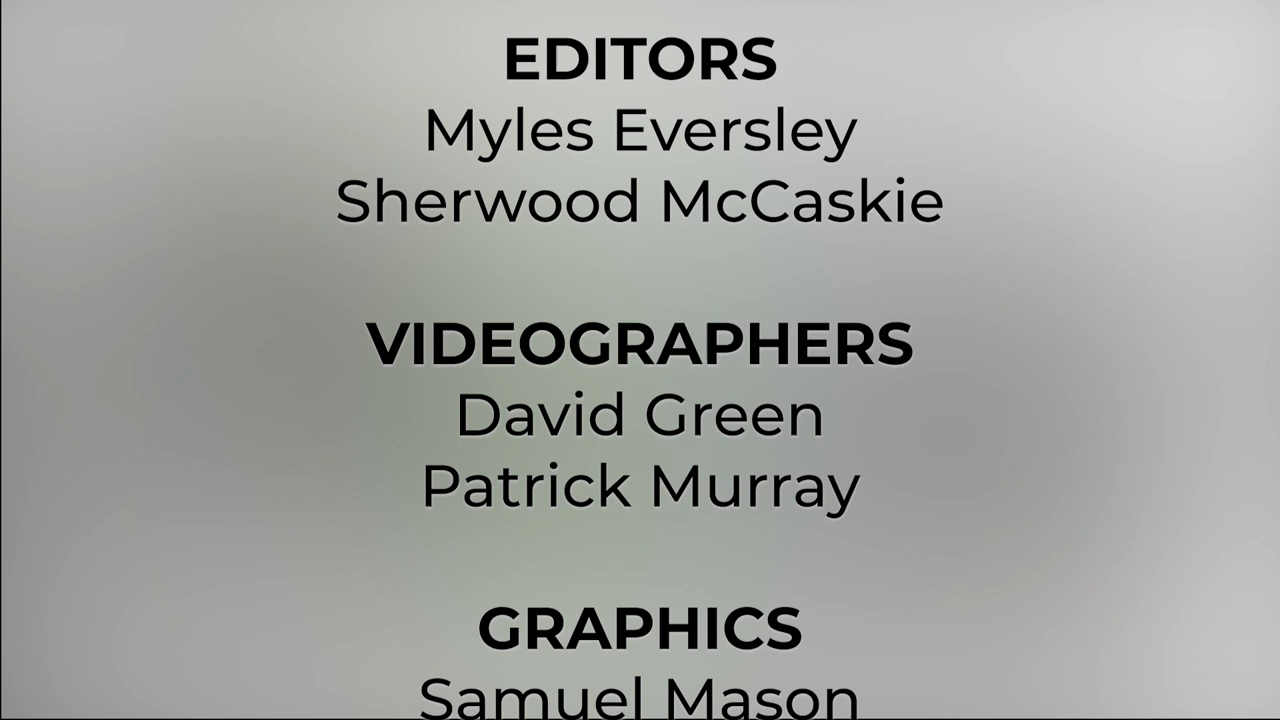 EDITORS
Myles Eversley
Sherwood McCaskie
VIDEOGRAPHERS
David Green
Patrick Murray
GRAPHICS
Samuel Mason